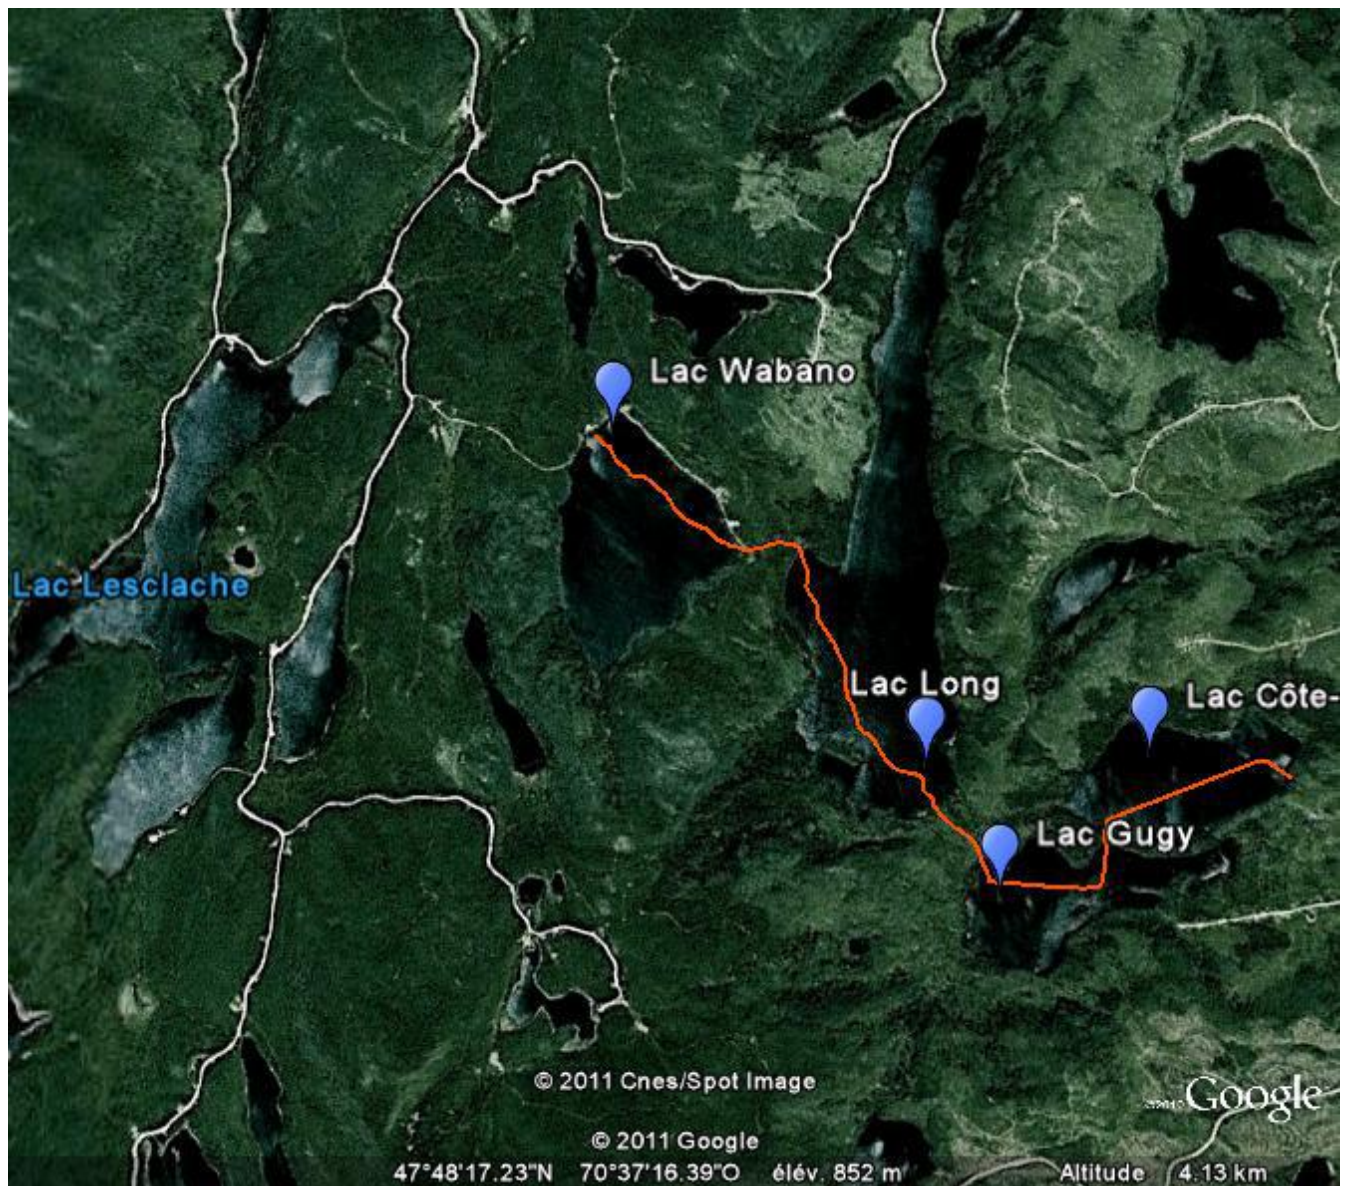 Lac Wabano
Lac Lesclache
Lac Long
Lac Côte-
Lac Gugy
© 2011 Cnes/Spot Image
Google
© 2011 Google
47°48'17.23"N 70°37'16.39"O élév. 852 m Altitude 4.13 km